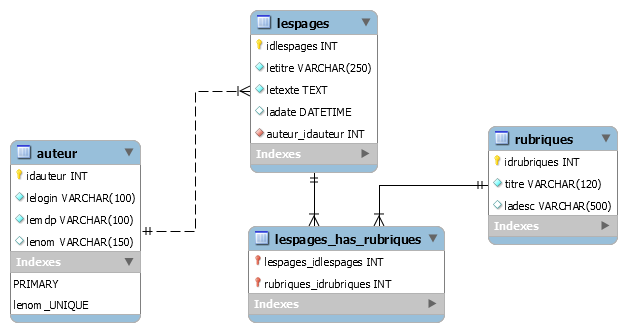 lespages
idlespages INT
letitre VARCHAR(250)
letexte TEXT
ladate DATETIME
auteur_idauteur INT
Indexes
auteur
idauteur INT
lelogin VARCHAR(100)
lemdp VARCHAR(100)
lenom VARCHAR(150)
Indexes
PRIMARY
lenom_UNIQUE
rubriques
idrubriques INT
titre VARCHAR(120)
ladesc VARCHAR(500)
Indexes
lespages_has_rubriques
lespages_idlespages INT
rubriques_idrubriques INT
Indexes